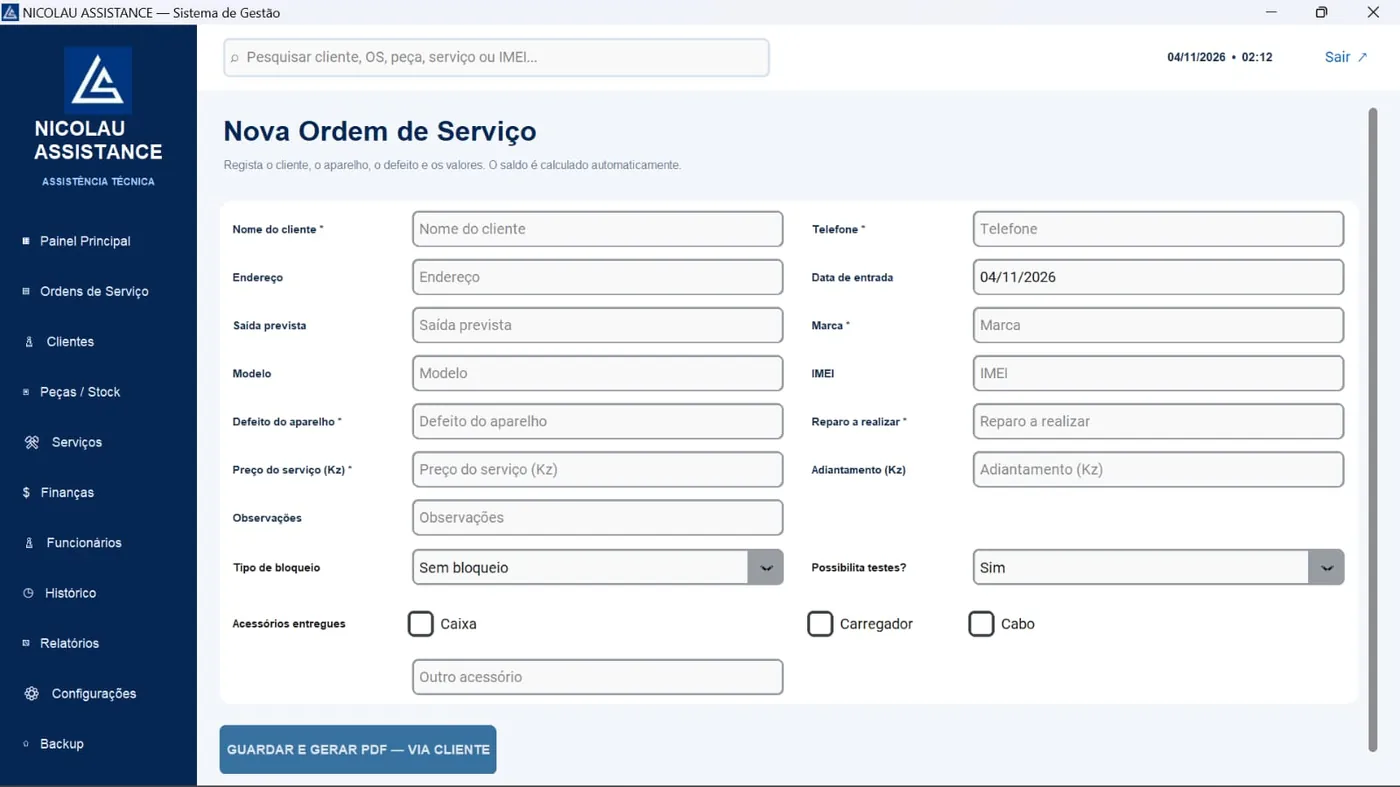 NICOLAU ASSISTANCE — Sistema de Gestão
NICOLAU
ASSISTANCE
ASSISTÊNCIA TÉCNICA
Painel Principal
Ordens de Serviço
Clientes
Peças / Stock
Serviços
$ Finanças
Funcionários
Histórico
Relatórios
Configurações
Backup
Pesquisar cliente, OS, peça, serviço ou IMEI...
04/11/2026 • 02:12
Sair ↗
Nova Ordem de Serviço
Regista o cliente, o aparelho, o defeito e os valores. O saldo é calculado automaticamente.
Nome do cliente * Nome do cliente Telefone * Telefone
Endereço Endereço Data de entrada 04/11/2026
Saída prevista Saída prevista Marca * Marca
Modelo Modelo IMEI IMEI
Defeito do aparelho * Defeito do aparelho Reparo a realizar * Reparo a realizar
Preço do serviço (Kz) * Preço do serviço (Kz) Adiantamento (Kz) Adiantamento (Kz)
Observações Observações
Tipo de bloqueio Sem bloqueio Possibilita testes? Sim
Acessórios entregues Caixa Carregador Cabo
Outro acessório
GUARDAR E GERAR PDF — VIA CLIENTE